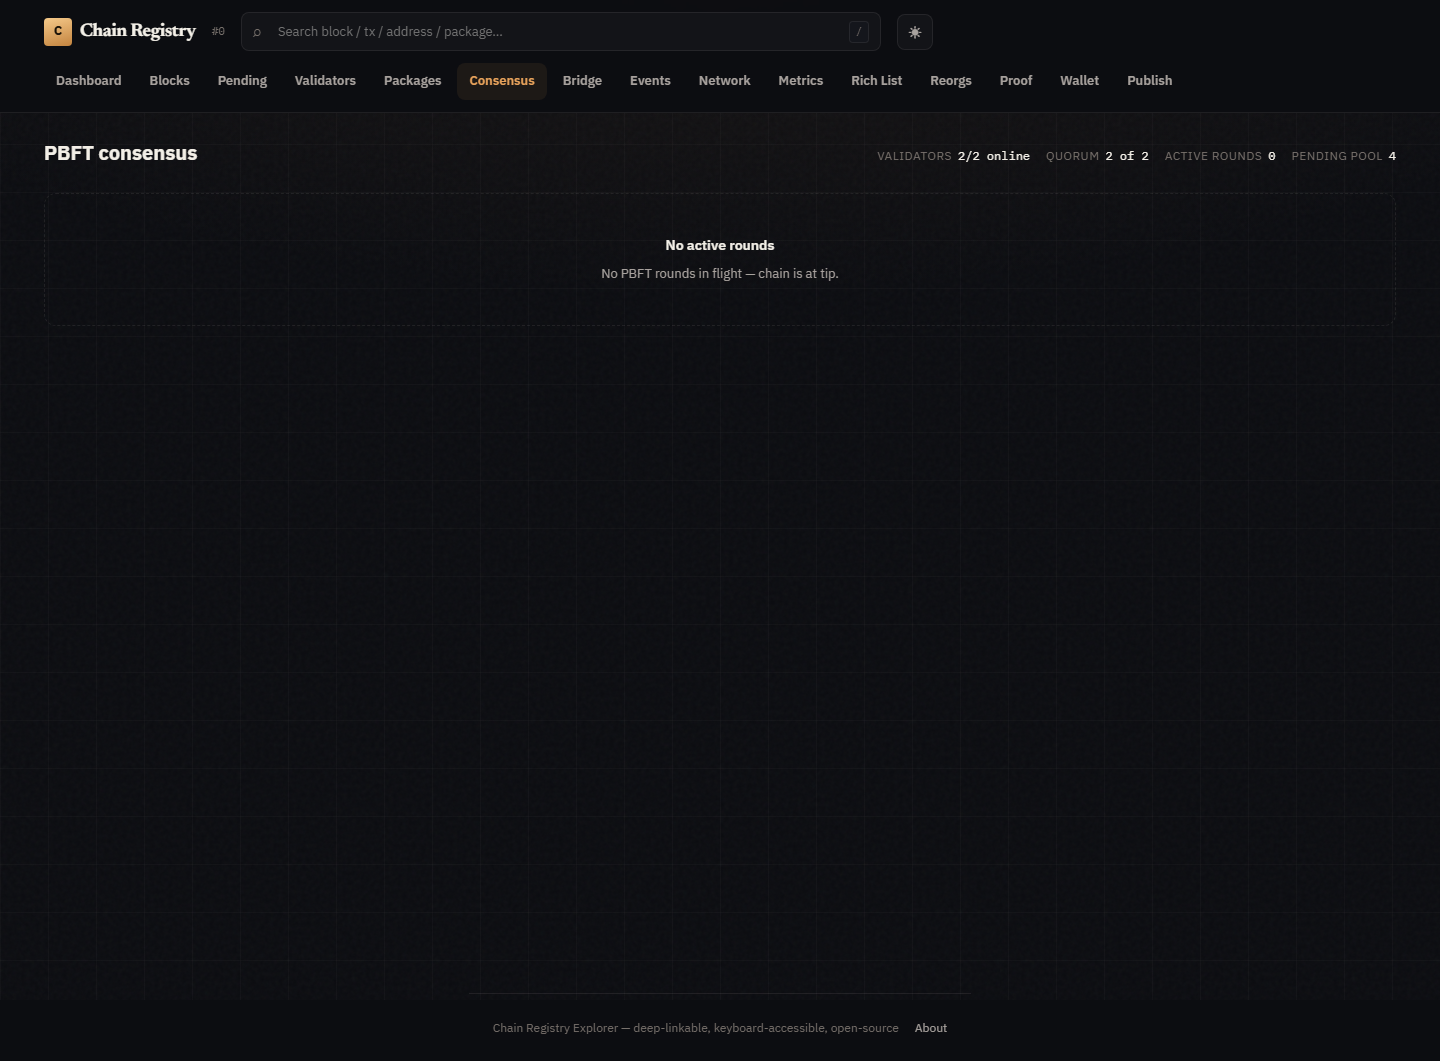 C Chain Registry #0 Search block / tx / address / package... /
Dashboard Blocks Pending Validators Packages Consensus Bridge Events Network Metrics Rich List Reorgs Proof Wallet Publish
PBFT consensus
VALIDATORS 2/2 online QUORUM 2 of 2 ACTIVE ROUNDS 0 PENDING POOL 4
No active rounds
No PBFT rounds in flight — chain is at tip.
Chain Registry Explorer — deep-linkable, keyboard-accessible, open-source About